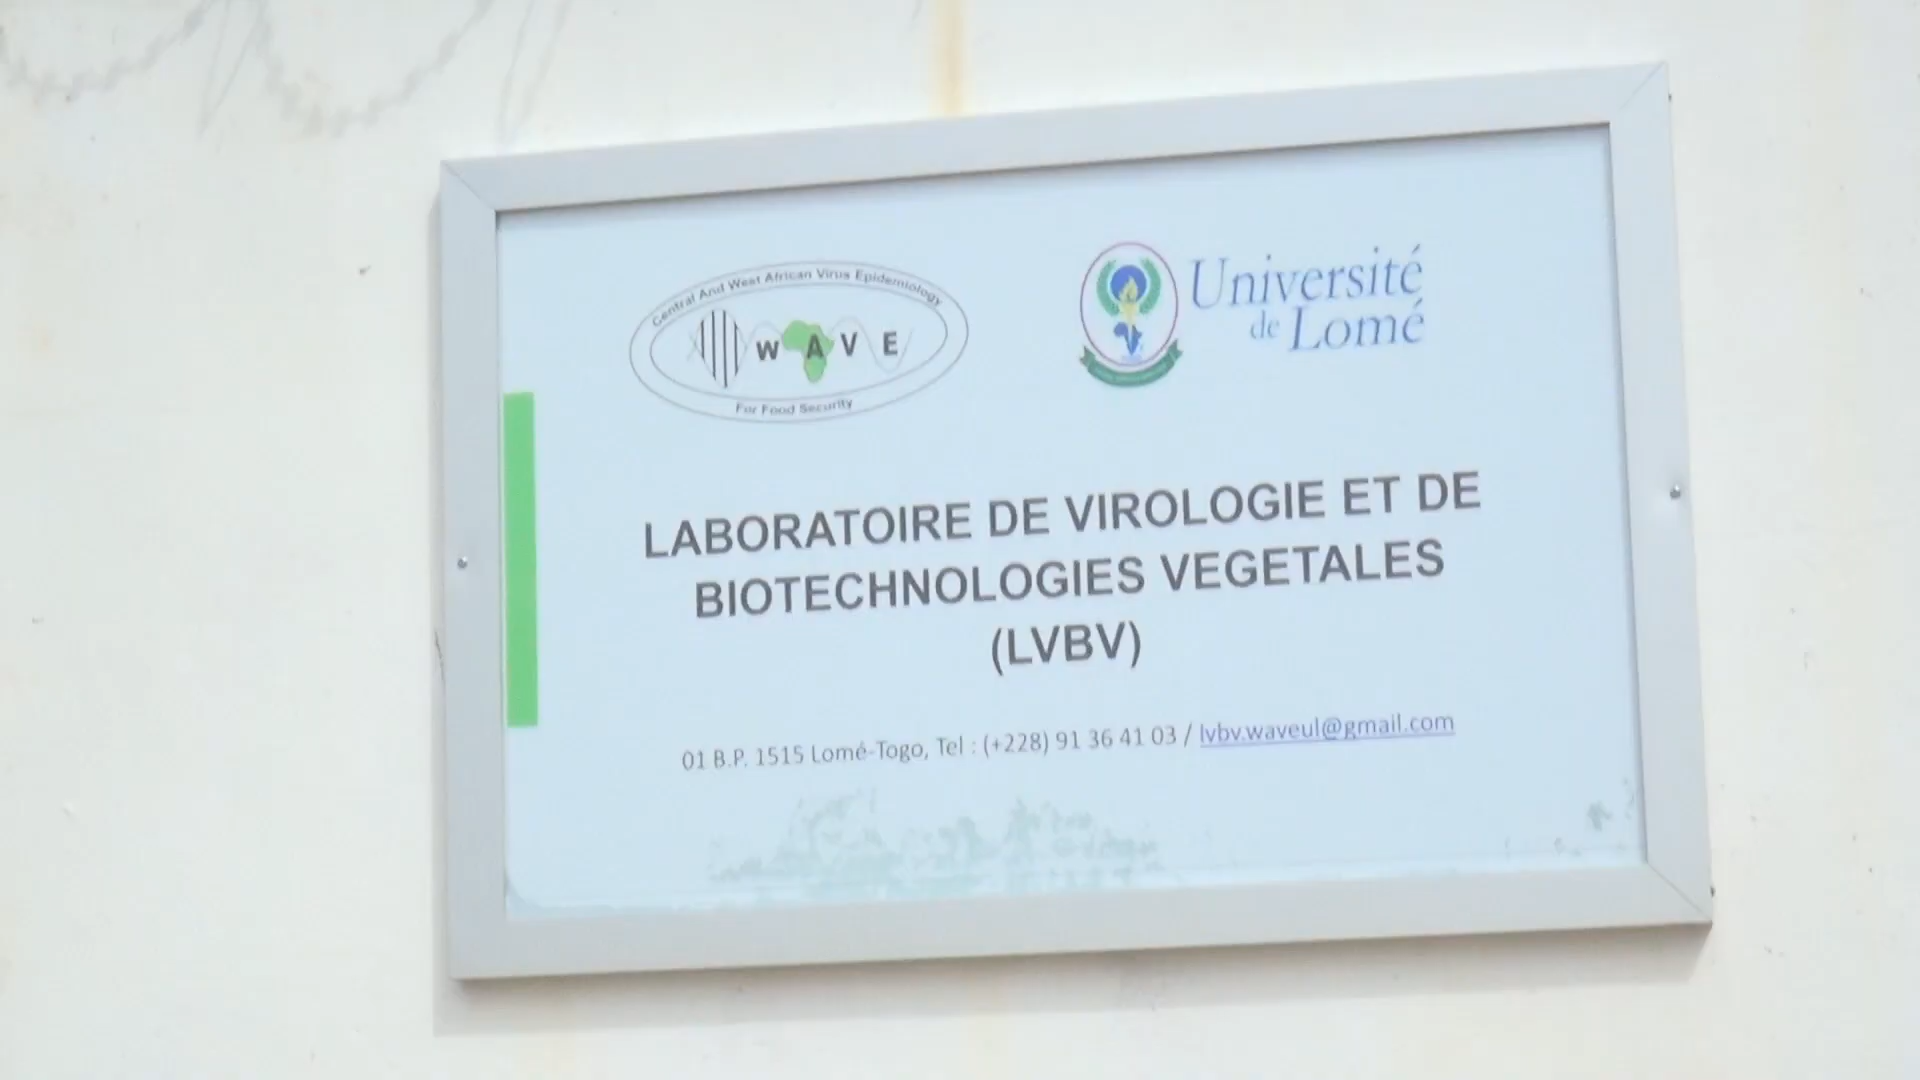 Central And West African Virus Epidemiology
W A V E
For Food Security
Université
de Lomé
LABORATOIRE DE VIROLOGIE ET DE
BIOTECHNOLOGIES VEGETALES
(LVBV)
01 B.P. 1515 Lomé-Togo, Tel : (+228) 91 36 41 03 / lvbv.waveul@gmail.com